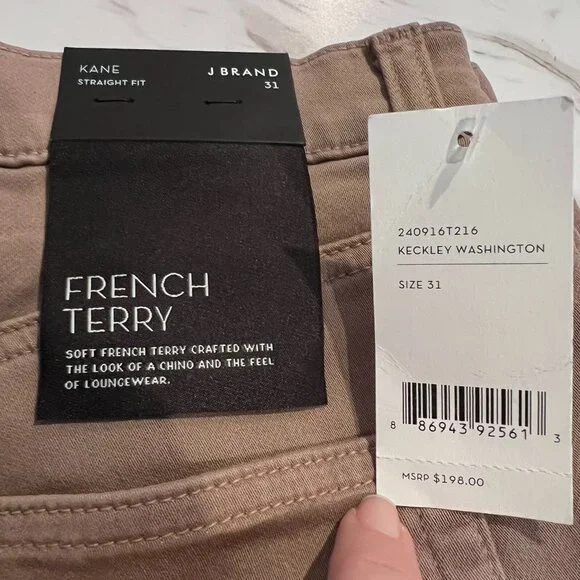 KANE
STRAIGHT FIT
J BRAND
31
FRENCH
TERRY
SOFT FRENCH TERRY CRAFTED WITH
THE LOOK OF A CHINO AND THE FEEL
OF LOUNGEWEAR.
240916T216
KECKLEY WASHINGTON
SIZE 31
8 86943 92561 3
MSRP $198.00